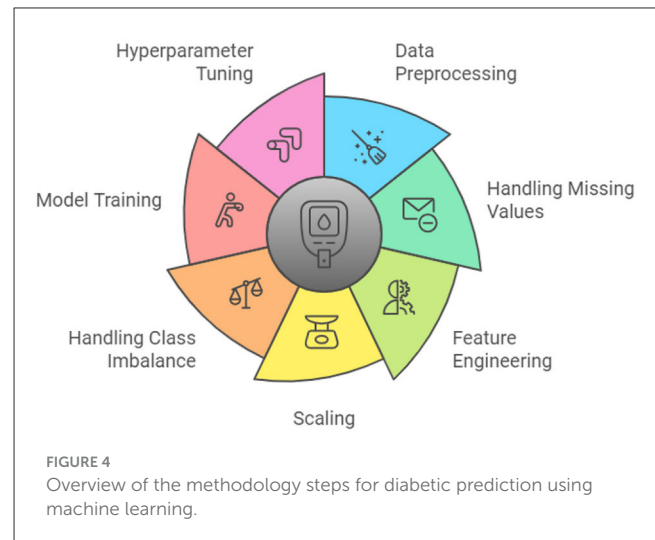 Hyperparameter
Tuning
Data
Preprocessing
Model Training
Handling Missing
Values
Handling Class
Imbalance
Feature
Engineering
Scaling
FIGURE 4
Overview of the methodology steps for diabetic prediction using
machine learning.